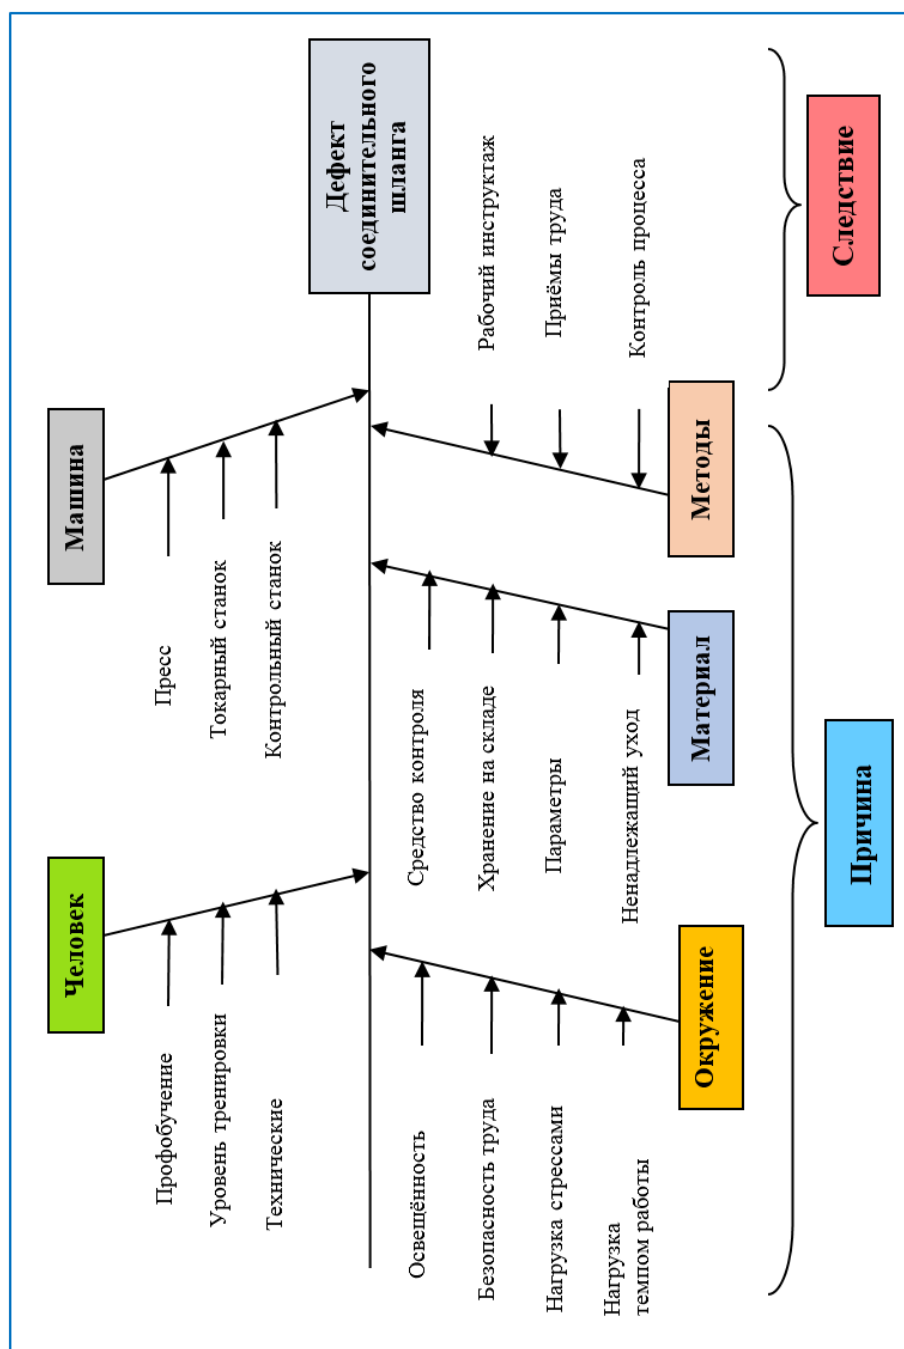 Человек
Профобучение
Уровень тренировки
Технические
Машина
Пресс
Токарный станок
Контрольный станок
Дефект
соединительного
шланга
Освещённость
Безопасность труда
Нагрузка стрессами
Нагрузка
темпом работы
Окружение
Средство контроля
Хранение на складе
Параметры
Ненадлежащий уход
Материал
Рабочий инструктаж
Приёмы труда
Контроль процесса
Методы
Причина
Следствие